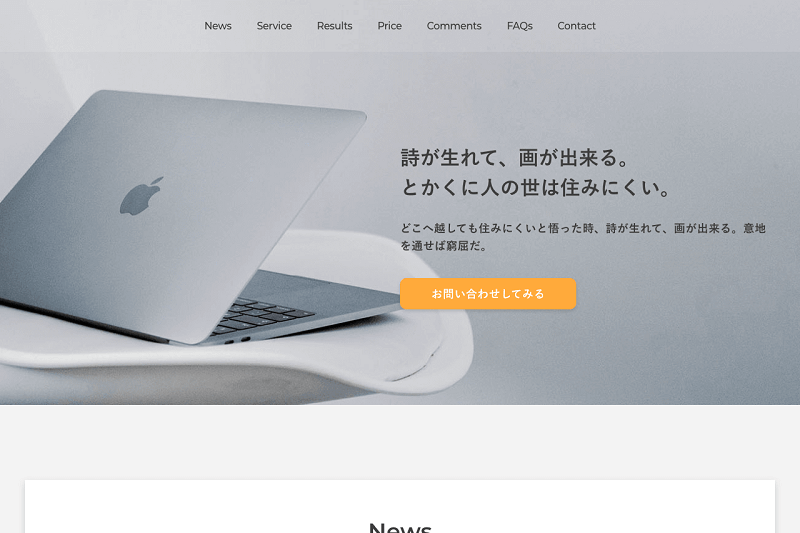 News Service Results Price Comments FAQs Contact
詩が生れて、画が出来る。
とかくに人の世は住みにくい。
どこへ越しても住みにくいと悟った時、詩が生れて、画が出来る。意地
を通せば窮屈だ。
お問い合わせしてみる
News